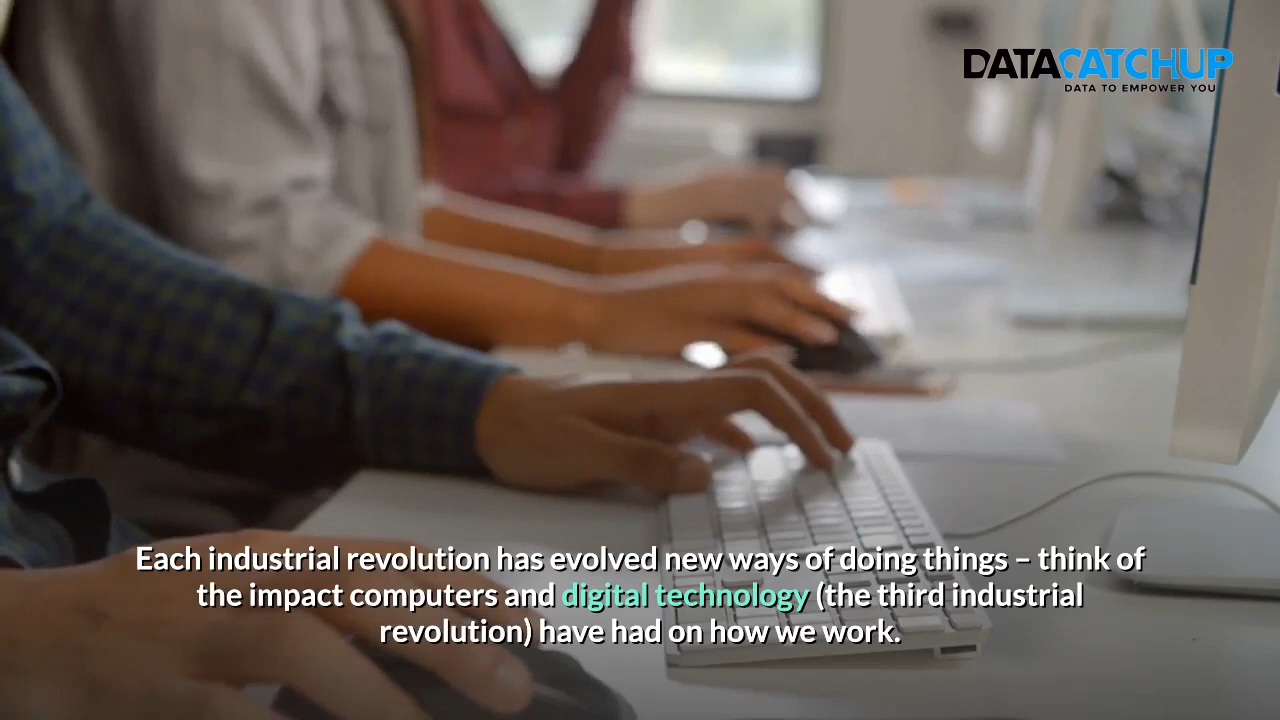 DATACATCHUP
DATA TO EMPOWER YOU
Each industrial revolution has evolved new ways of doing things – think of
the impact computers and digital technology (the third industrial
revolution) have had on how we work.